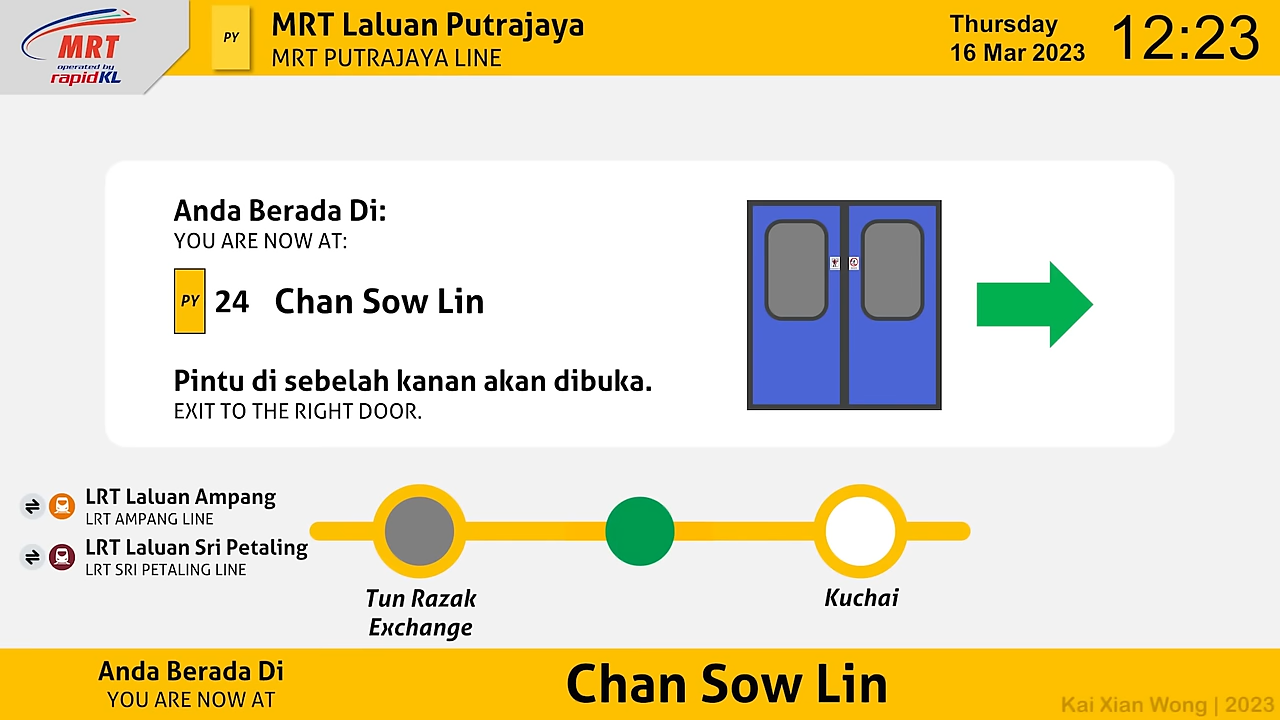 MRT
operated by
rapidKL
PY
MRT Laluan Putrajaya
MRT PUTRAJAYA LINE
Thursday
16 Mar 2023
12:23
Anda Berada Di:
YOU ARE NOW AT:
PY 24 Chan Sow Lin
Pintu di sebelah kanan akan dibuka.
EXIT TO THE RIGHT DOOR.
LRT Laluan Ampang
LRT AMPANG LINE
LRT Laluan Sri Petaling
LRT SRI PETALING LINE
Tun Razak
Exchange
Kuchai
Anda Berada Di
YOU ARE NOW AT
Chan Sow Lin
Kai Xian Wong | 2023